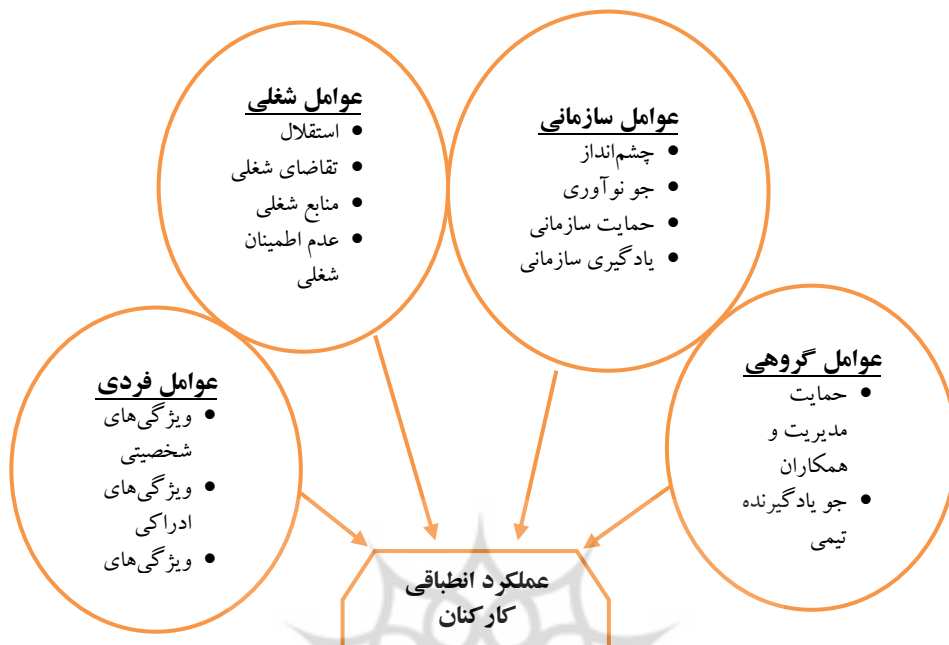 عوامل سازمانی
• چشم‌انداز
• جو نوآوری
• حمایت سازمانی
• یادگیری سازمانی
عوامل شغلی
• استقلال
• تقاضای شغلی
• منابع شغلی
• عدم اطمینان
شغلی
عوامل گروهی
• حمایت
مدیریت و
همکاران
• جو یادگیرنده
تیمی
عوامل فردی
• ویژگی‌های
شخصیتی
• ویژگی‌های
ادراکی
• ویژگی‌های
عملکرد انطباقی
کارکنان